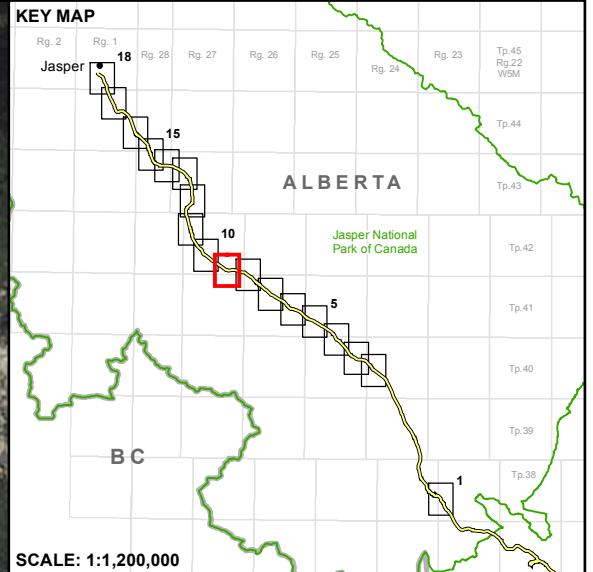 KEY MAP
Rg. 2 Rg. 1 Rg. 28 Rg. 27 Rg. 26 Rg. 25 Rg. 24 Rg. 23 Tp.45
Rg.22
W5M
Jasper 18
Tp.44
15
ALBERTA
Tp.43
10
Jasper National
Park of Canada
Tp.42
5
Tp.41
Tp.40
Tp.39
BC
Tp.38
1
SCALE: 1:1,200,000